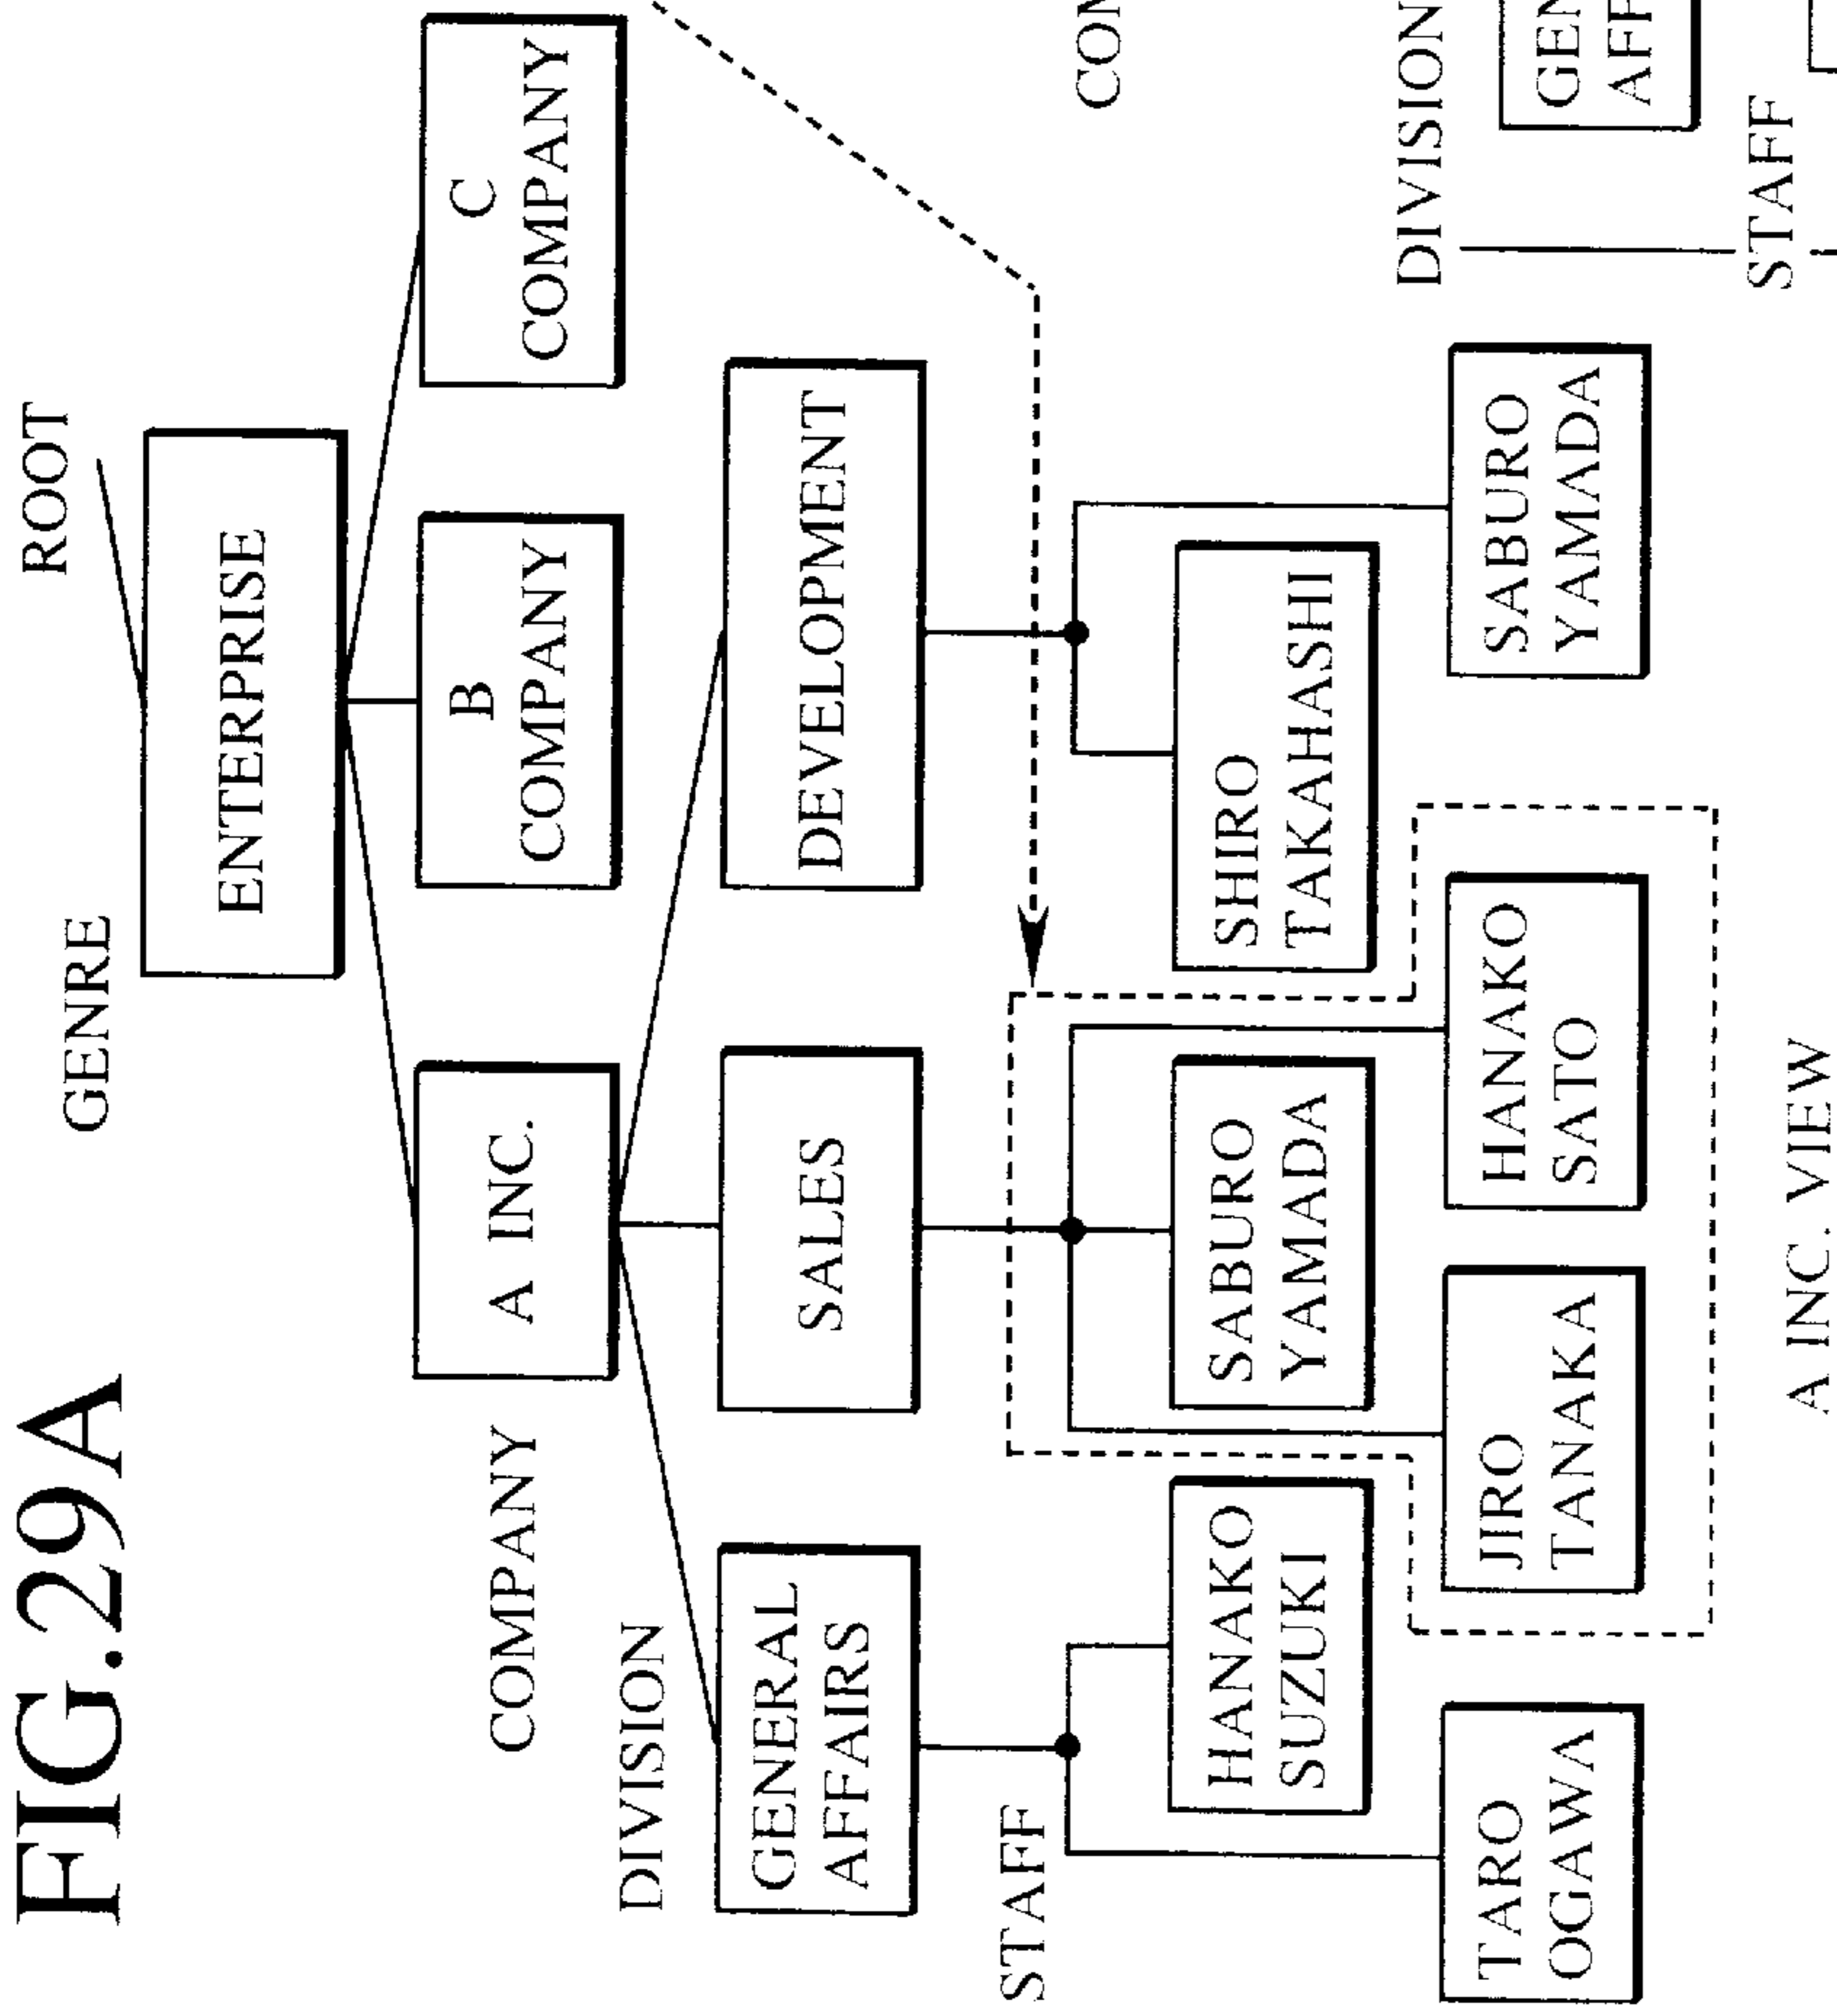 FIG.29A
ROOT
GENRE
ENTERPRISE
COMPANY
A INC.
B
COMPANY
C
COMPANY
DIVISION
GENERAL
AFFAIRS
SALES
DEVELOPMENT
STAFF
HANAKO
SUZUKI
SABURO
YAMADA
SHIRO
TAKAHASHI
TARO
OGAWA
JIRO
TANAKA
HANAKO
SATO
SABURO
YAMADA
A INC. VIEW
DIVISION
STAFF